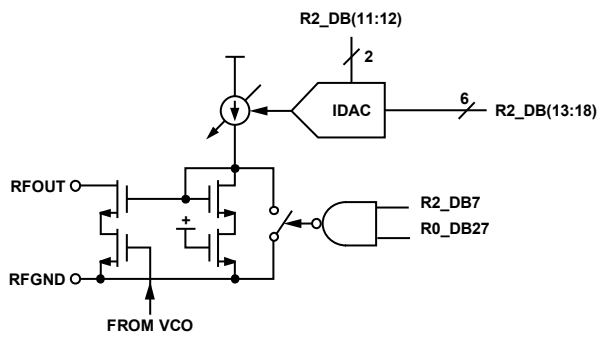 R2_DB(11:12)
2
IDAC
6
R2_DB(13:18)
RFOUT
R2_DB7
R0_DB27
+
RFGND
FROM VCO